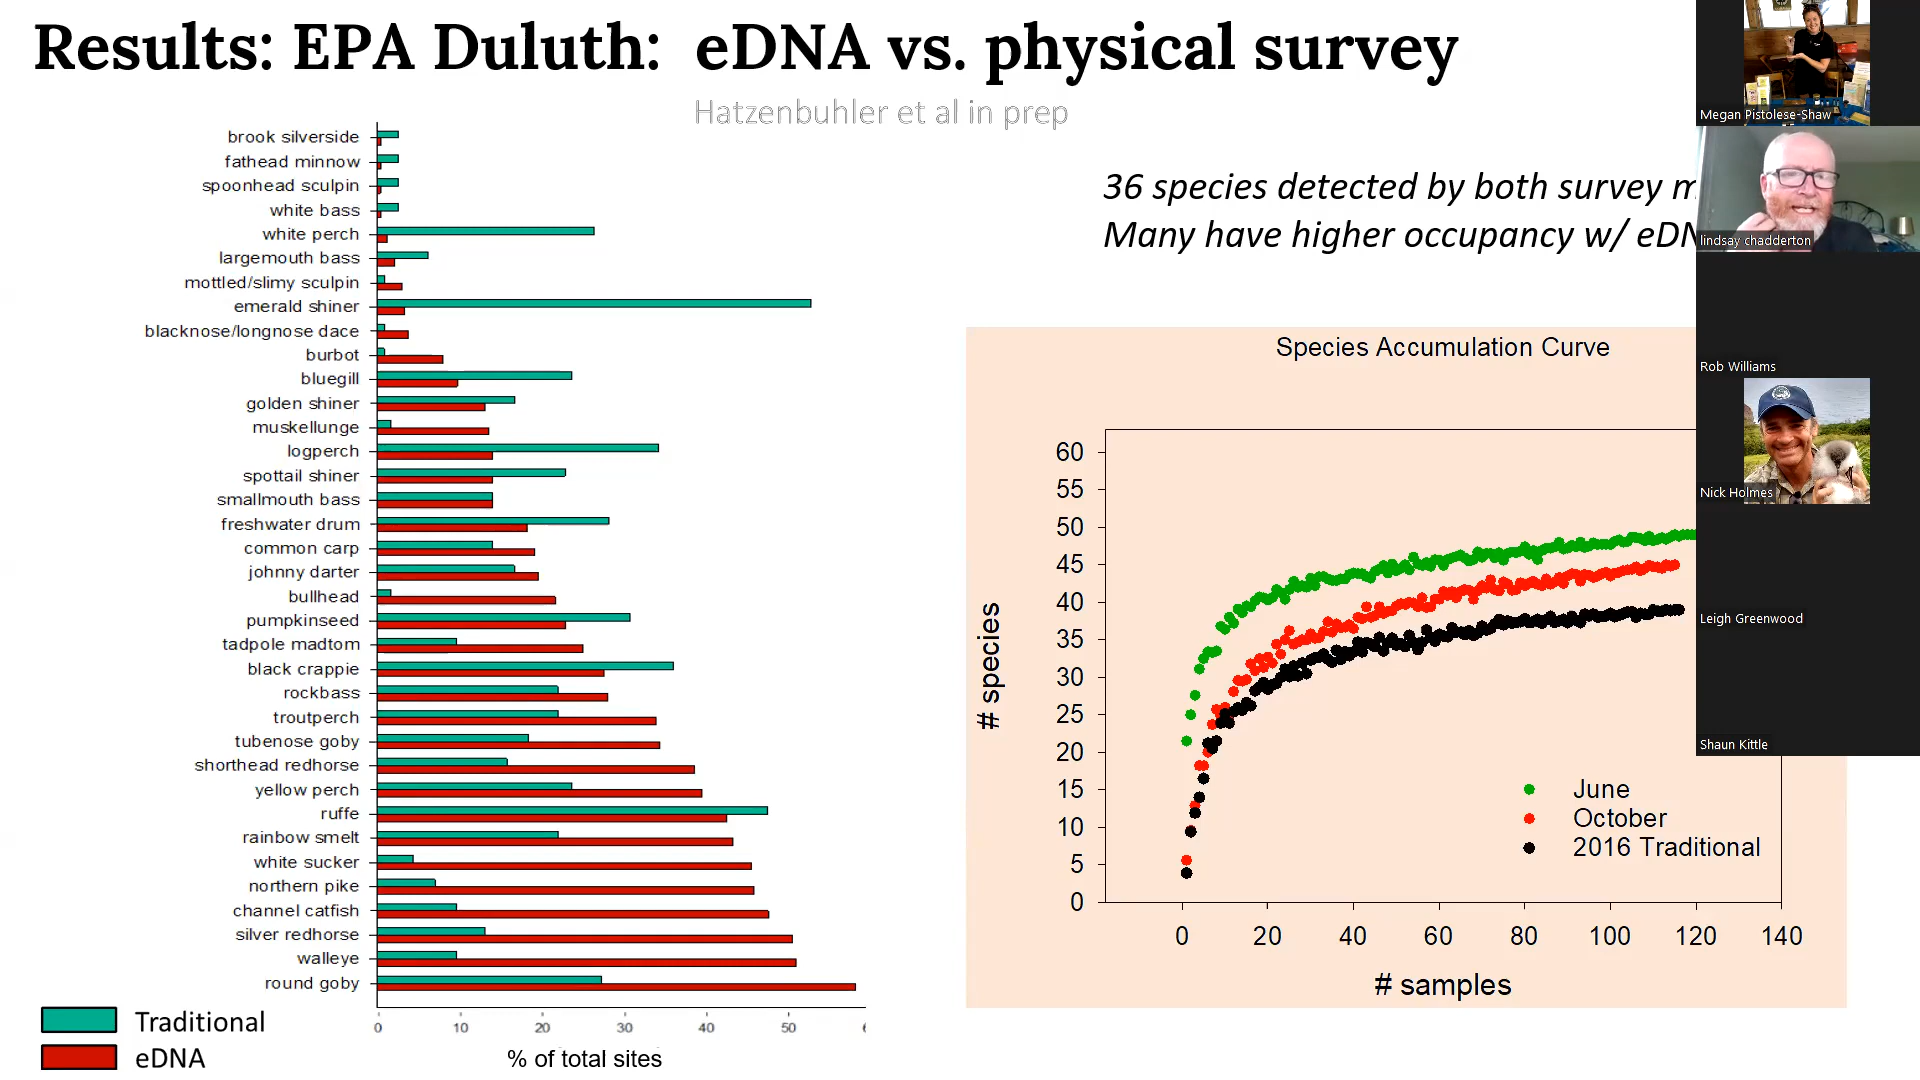 Results: EPA Duluth: eDNA vs. physical survey
Hatzenbuhler et al in prep
36 species detected by both survey m
Many have higher occupancy w/ eDN
brook silverside
fathead minnow
spoonhead sculpin
white bass
white perch
largemouth bass
mottled/slimy sculpin
emerald shiner
blacknose/longnose dace
burbot
bluegill
golden shiner
muskellunge
logperch
spottail shiner
smallmouth bass
freshwater drum
common carp
johnny darter
bullhead
pumpkinseed
tadpole madtom
black crappie
rockbass
troutperch
tubenose goby
shorthead redhorse
yellow perch
ruffe
rainbow smelt
white sucker
northern pike
channel catfish
silver redhorse
walleye
round goby
0 10 20 30 40 50
% of total sites
Traditional
eDNA
Species Accumulation Curve
# species
60
55
50
45
40
35
30
25
20
15
10
5
0
0 20 40 60 80 100 120 140
# samples
June
October
2016 Traditional
Megan Pistolese-Shaw
lindsay chadderton
Rob Williams
Nick Holmes
Leigh Greenwood
Shaun Kittle